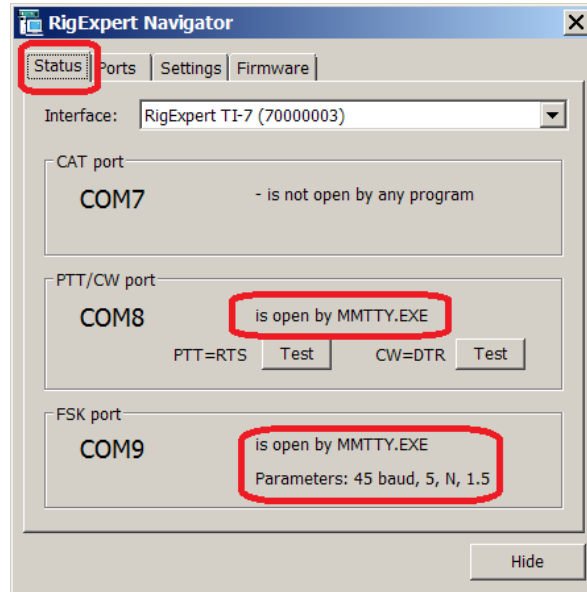 RigExpert Navigator
Status Ports Settings Firmware
Interface: RigExpert TI-7 (70000003)
CAT port
COM7 - is not open by any program
PTT/CW port
COM8 is open by MMTTY.EXE
PTT=RTS Test CW=DTR Test
FSK port
COM9 is open by MMTTY.EXE
Parameters: 45 baud, 5, N, 1.5
Hide